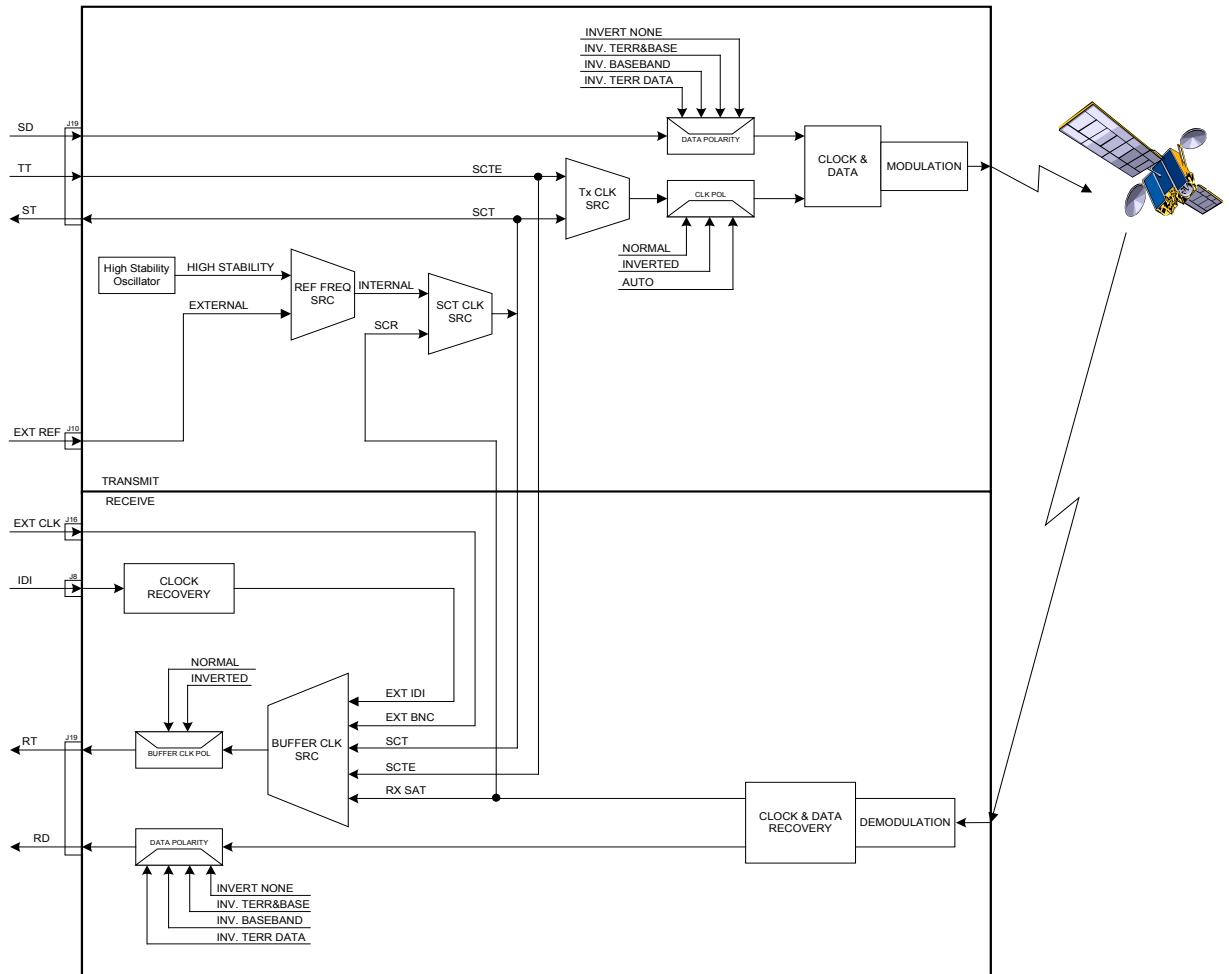 INVERT NONE
INV. TERR&BASE
INV. BASEBAND
INV. TERR DATA
J19
SD
DATA POLARITY
CLOCK &
DATA
MODULATION
TT
SCTE
Tx CLK
SRC
CLK POL
ST
SCT
NORMAL
INVERTED
AUTO
High Stability
Oscillator
HIGH STABILITY
REF FREQ
SRC
INTERNAL
SCT CLK
SRC
EXTERNAL
SCR
EXT REF
J10
TRANSMIT
RECEIVE
EXT CLK
J16
IDI
J8
CLOCK
RECOVERY
NORMAL
INVERTED
EXT IDI
EXT BNC
SCT
SCTE
RX SAT
BUFFER CLK
SRC
RT
J19
BUFFER CLK POL
CLOCK & DATA
RECOVERY
DEMODULATION
RD
DATA POLARITY
INVERT NONE
INV. TERR&BASE
INV. BASEBAND
INV. TERR DATA